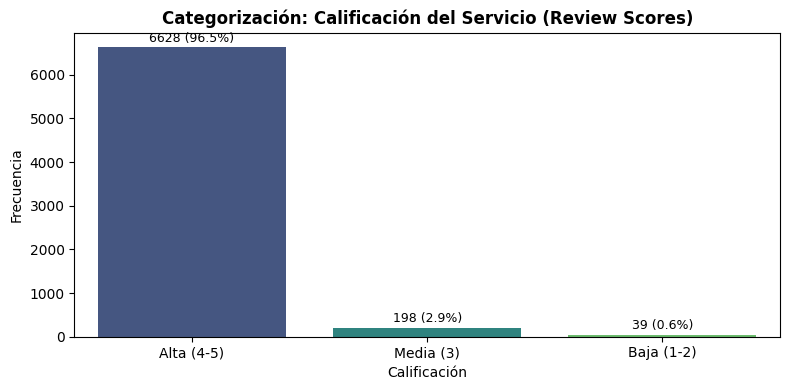 Categorización: Calificación del Servicio (Review Scores)
6628 (96.5%)
198 (2.9%)
39 (0.6%)
Frecuencia
6000
5000
4000
3000
2000
1000
0
Alta (4-5)
Media (3)
Baja (1-2)
Calificación